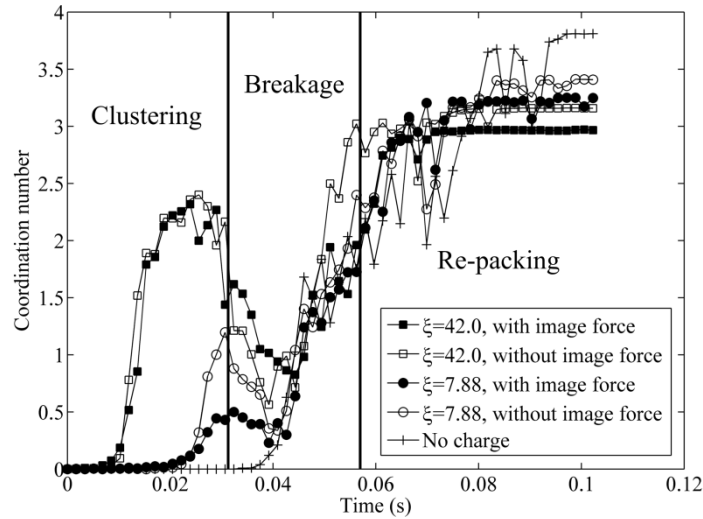 4
3.5
3
2.5
2
1.5
1
0.5
0
Coordination number
Clustering
Breakage
Re-packing
ξ=42.0, with image force
ξ=42.0, without image force
ξ=7.88, with image force
ξ=7.88, without image force
No charge
0 0.02 0.04 0.06 0.08 0.1 0.12
Time (s)